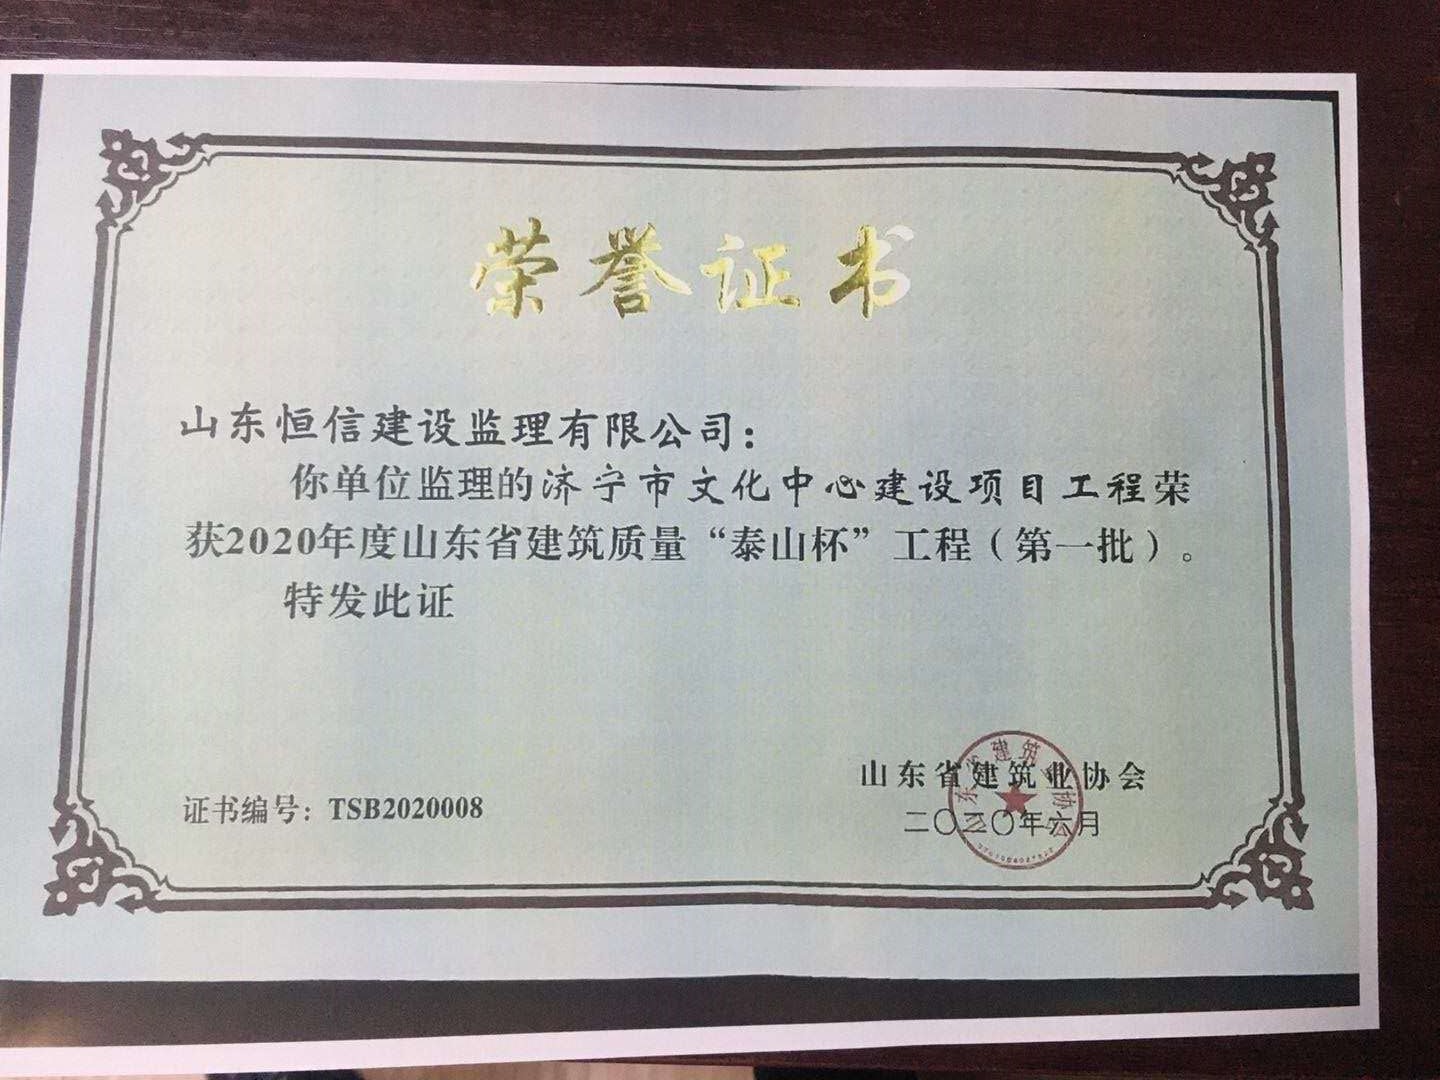 荣誉证书
山东恒信建设监理有限公司：
你单位监理的济宁市文化中心建设项目工程荣
获2020年度山东省建筑质量“泰山杯”工程（第一批）。
特发此证
山东省建筑业协会
证书编号：TSB2020008
二〇二〇年六月